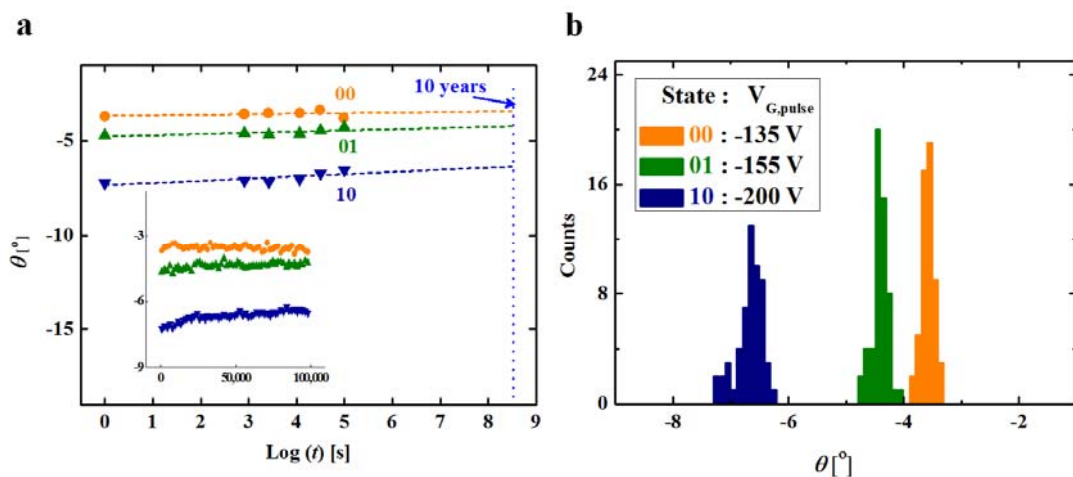 a
10 years
00
01
10
-5
-10
-15
θ [°]
-3
-6
-9
0 50,000 100,000
0 1 2 3 4 5 6 7 8 9
Log (t) [s]
b
24
16
8
0
Counts
State : V_G,pulse
00 : -135 V
01 : -155 V
10 : -200 V
-8 -6 -4 -2
θ [°]